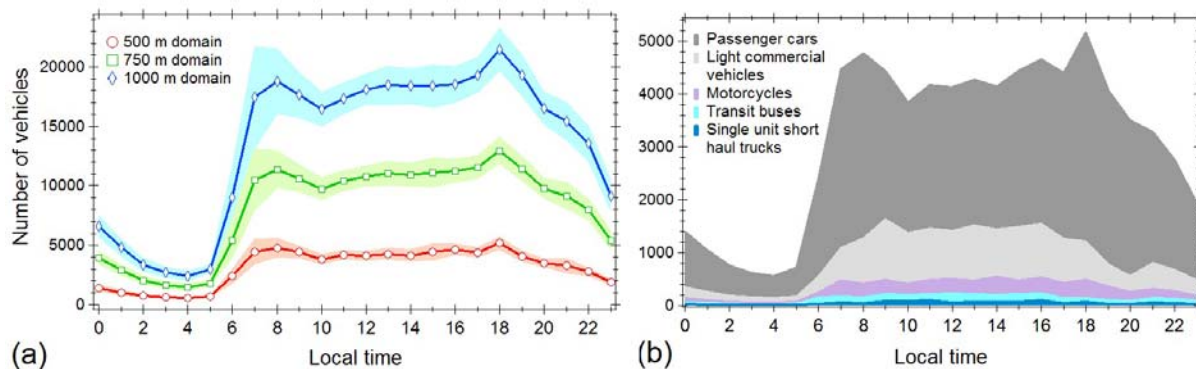 500 m domain
750 m domain
1000 m domain
20000
15000
10000
5000
0
Number of vehicles
0 2 4 6 8 10 12 14 16 18 20 22
Local time
(a)
Passenger cars
Light commercial
vehicles
Motorcycles
Transit buses
Single unit short
haul trucks
5000
4000
3000
2000
1000
0
0 2 4 6 8 10 12 14 16 18 20 22
Local time
(b)